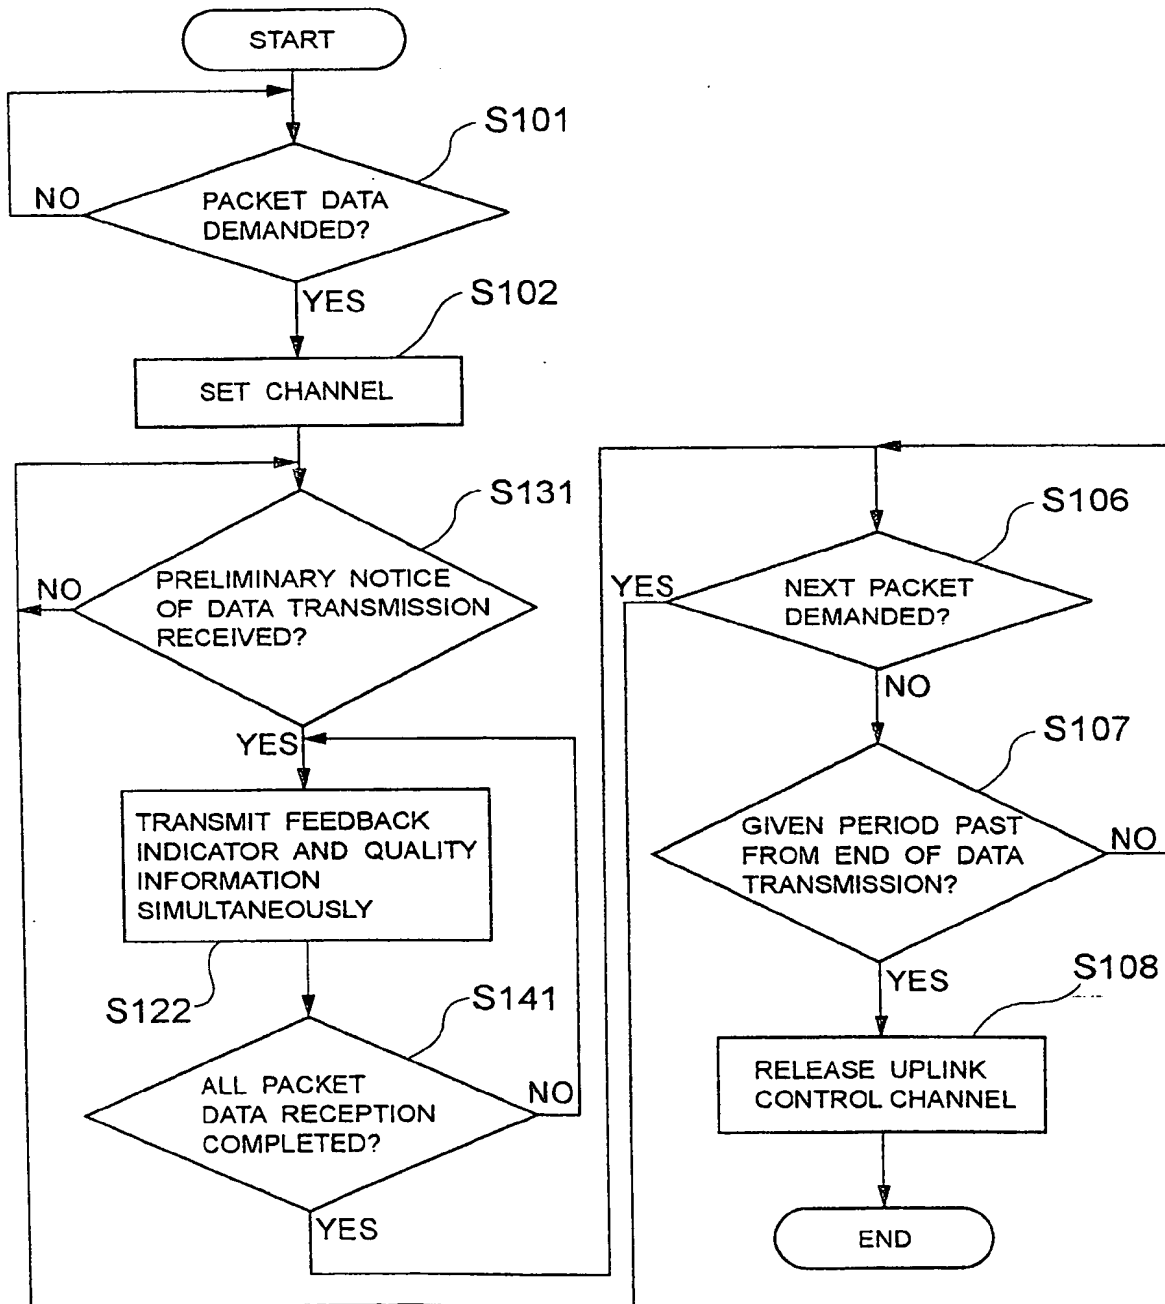 START
S101
NO
PACKET DATA
DEMANDED?
YES
S102
SET CHANNEL
S131
NO
PRELIMINARY NOTICE
OF DATA TRANSMISSION
RECEIVED?
YES
TRANSMIT FEEDBACK
INDICATOR AND QUALITY
INFORMATION
SIMULTANEOUSLY
S122
S141
ALL PACKET
DATA RECEPTION
COMPLETED?
NO
YES
S106
YES
NEXT PACKET
DEMANDED?
NO
S107
GIVEN PERIOD PAST
FROM END OF DATA
TRANSMISSION?
NO
YES
S108
RELEASE UPLINK
CONTROL CHANNEL
END